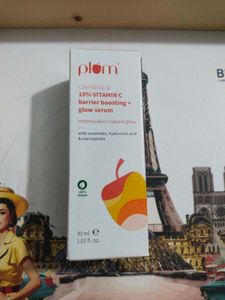 plum
calendula &
10% VITAMIN C
barrier boosting +
glow serum
restores skin's natural glow
with ceramides, hyaluronic acid
& niacinamide
100%
VEGAN
30 ml e
1.01 fl. oz.
B